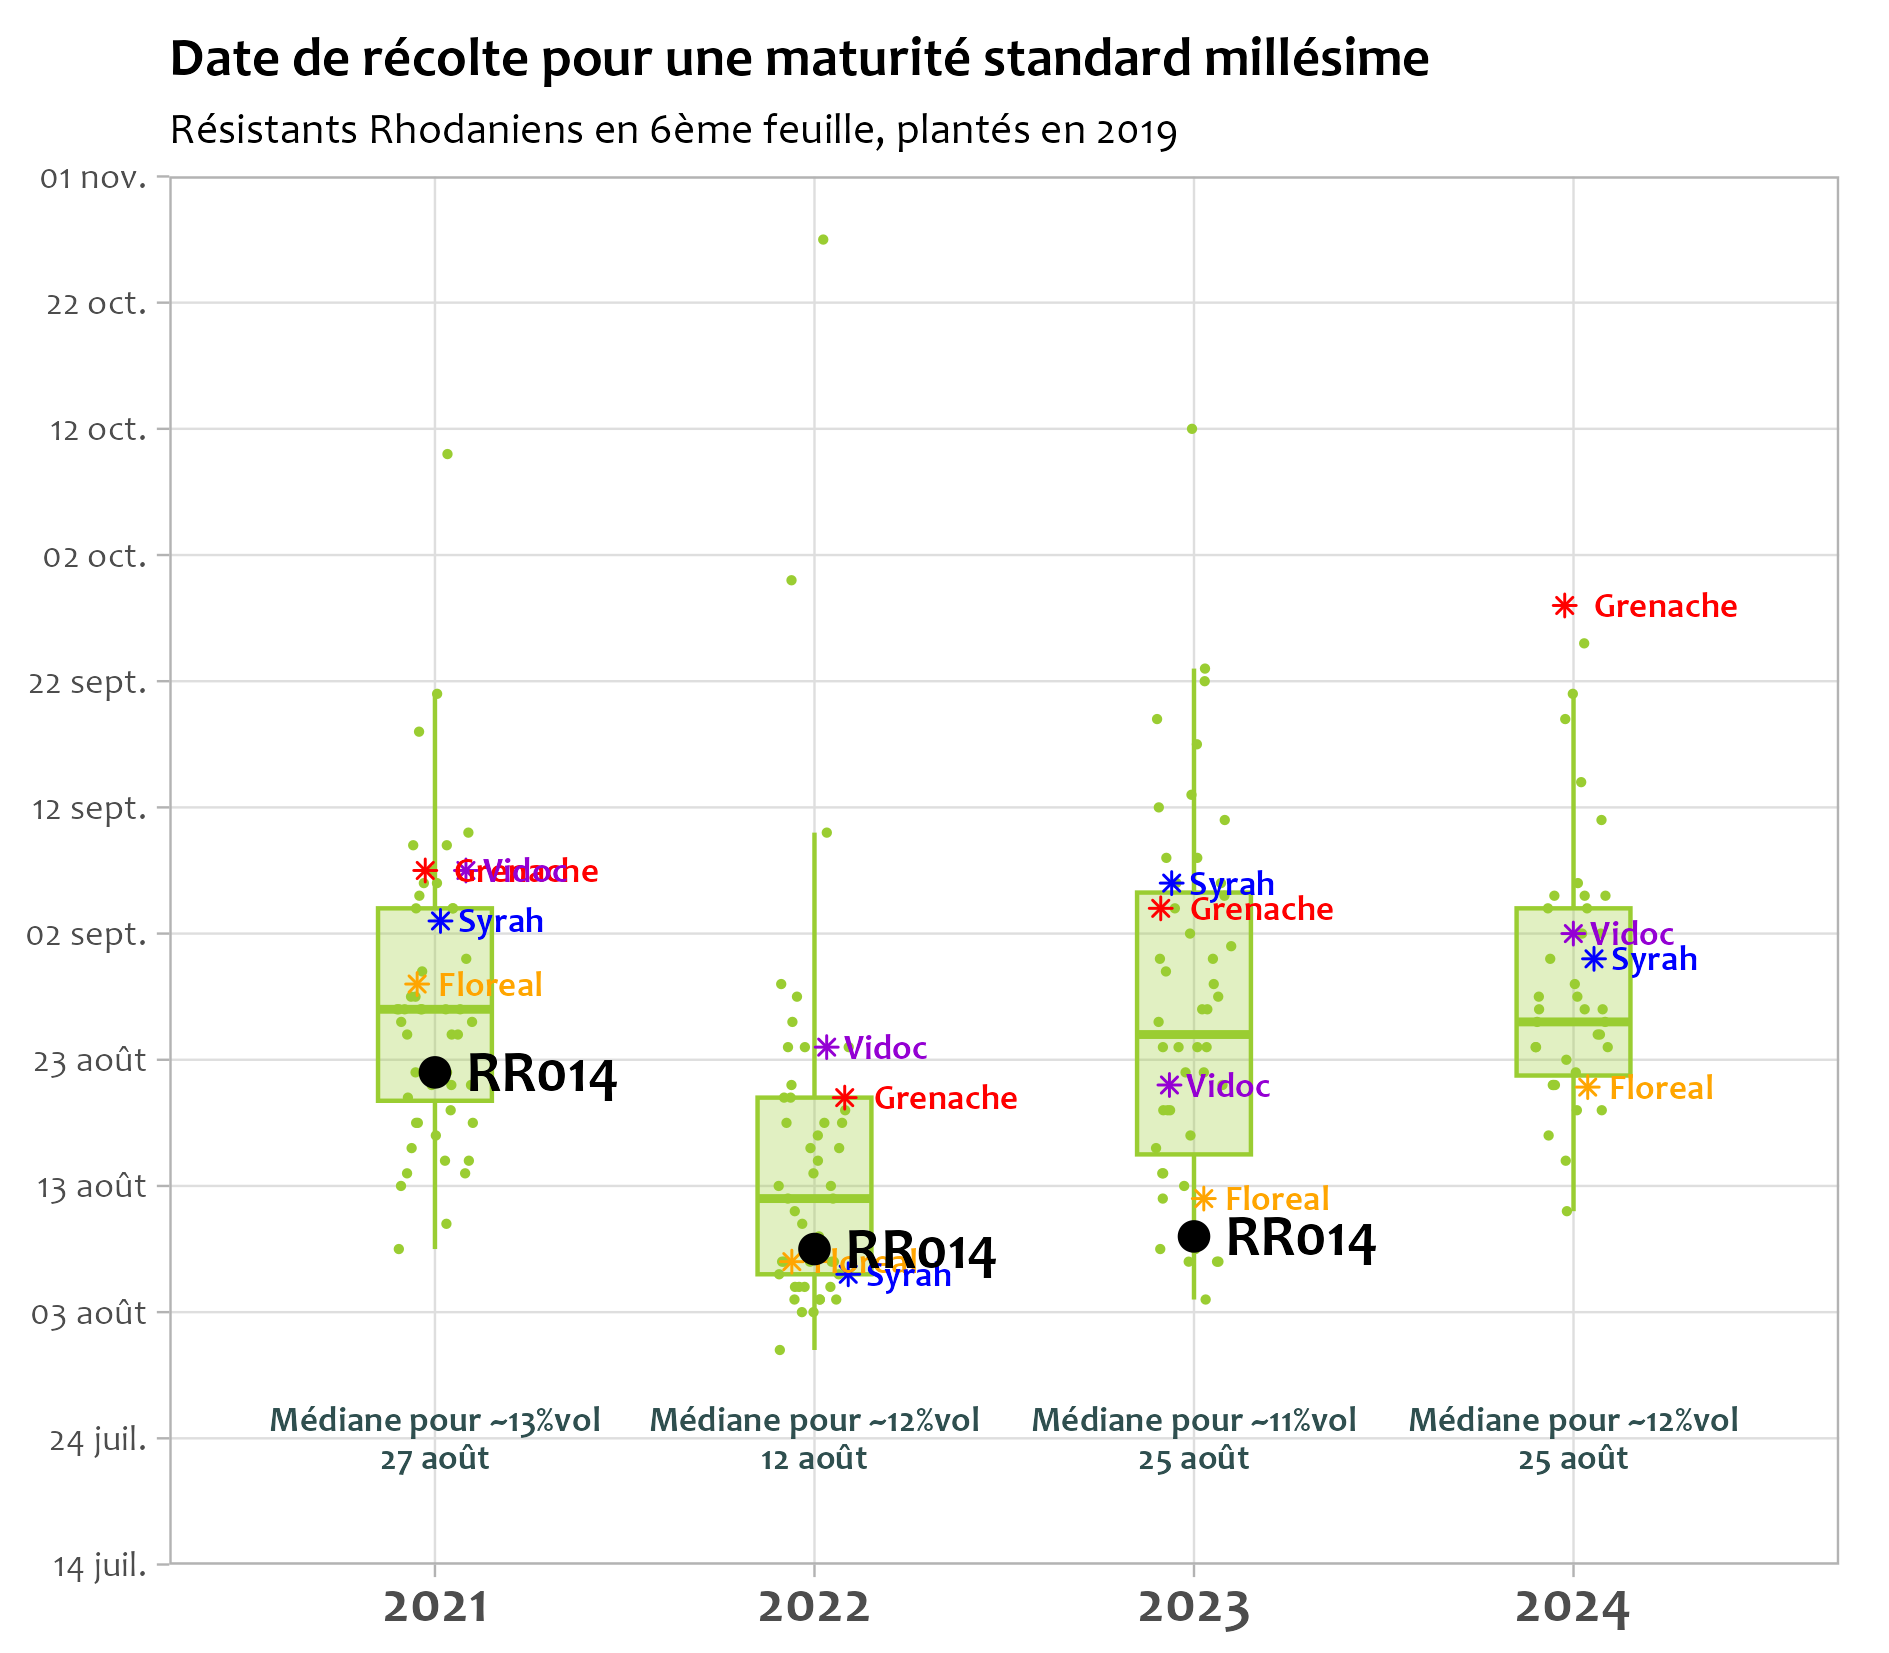 Date de récolte pour une maturité standard millésime
Résistants Rhodaniens en 6ème feuille, plantés en 2019
01 nov.
22 oct.
12 oct.
02 oct.
22 sept.
12 sept.
02 sept.
23 août
13 août
03 août
24 juil.
14 juil.
Grenache
Vidoc
Syrah
Floreal
RR014
Vidoc
Grenache
RR014
Floreal
Syrah
Syrah
Grenache
Vidoc
Floreal
RR014
Grenache
Vidoc
Syrah
Floreal
Médiane pour ~13%vol
27 août
Médiane pour ~12%vol
12 août
Médiane pour ~11%vol
25 août
Médiane pour ~12%vol
25 août
2021
2022
2023
2024